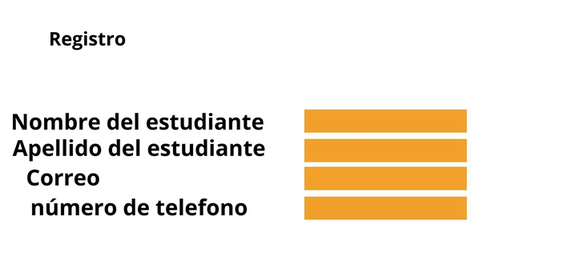 Registro
Nombre del estudiante
Apellido del estudiante
Correo
número de telefono